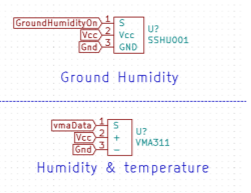 GroundHumidityOn 1 S U?
Vcc 2 Vcc SSHU001
Gnd 3 GND
Ground Humidity
vmaData 1 S U?
Vcc 2 + VMA311
Gnd 3 -
Humidity & temperature